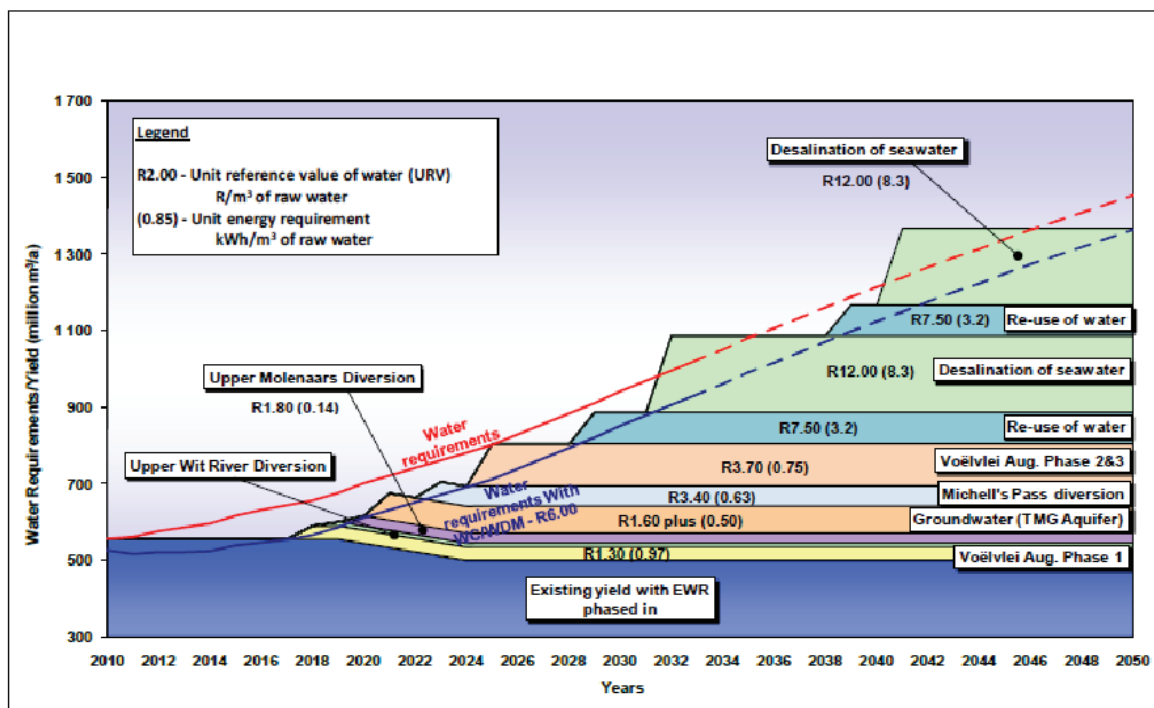 1 700
1 500
1 300
1 100
900
700
500
300
Water Requirements/Yield (million m³/a)
Legend
R2.00 - Unit reference value of water (URV)
R/m³ of raw water
(0.85) - Unit energy requirement
kWh/m³ of raw water
Desalination of seawater
R12.00 (8.3)
R7.50 (3.2)
Re-use of water
R12.00 (8.3)
Desalination of seawater
Upper Molenaars Diversion
R1.80 (0.14)
Water
requirements
R7.50 (3.2)
Re-use of water
Upper Wit River Diversion
R3.70 (0.75)
Voëlvlei Aug. Phase 2&3
Water
requirements With
WC/WDM - R6.00
R3.40 (0.63)
Michell's Pass diversion
R1.60 plus (0.50)
Groundwater (TMG Aquifer)
R1.30 (0.97)
Voëlvlei Aug. Phase 1
Existing yield with EWR
phased in
2010 2012 2014 2016 2018 2020 2022 2024 2026 2028 2030 2032 2034 2036 2038 2040 2042 2044 2046 2048 2050
Years